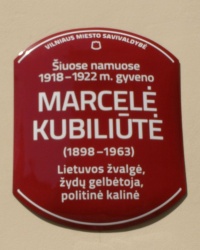 VILNIAUS MIESTO SAVIVALDYBĖ
Šiuose namuose
1918–1922 m. gyveno
MARCELĖ
KUBILIŪTĖ
(1898–1963)
Lietuvos žvalgė,
žydų gelbėtoja,
politinė kalinė